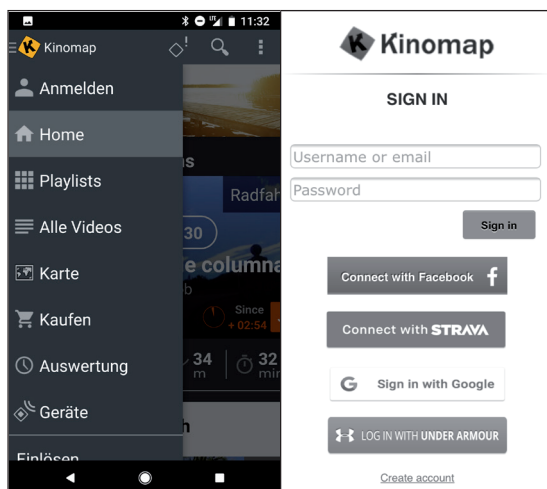 11:32
Kinomap
Anmelden
Home
Playlists
Alle Videos
Karte
Kaufen
Auswertung
Geräte
Einlösen
Radfah
30
e columna
Since
+ 02:54
34
m
32
min
h
Kinomap
SIGN IN
Username or email
Password
Sign in
Connect with Facebook f
Connect with STRAVA
G Sign in with Google
LOG IN WITH UNDER ARMOUR
Create account